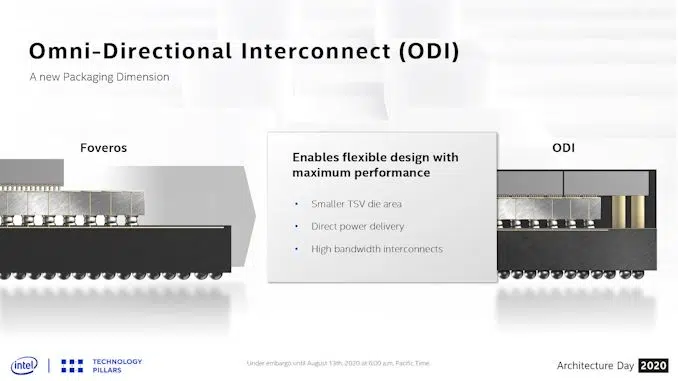 Omni-Directional Interconnect (ODI)
A new Packaging Dimension
Foveros
Enables flexible design with
maximum performance
• Smaller TSV die area
• Direct power delivery
• High bandwidth interconnects
ODI
intel
TECHNOLOGY
PILLARS
Under embargo until August 13th, 2020 at 6:00 a.m. Pacific Time.
Architecture Day 2020